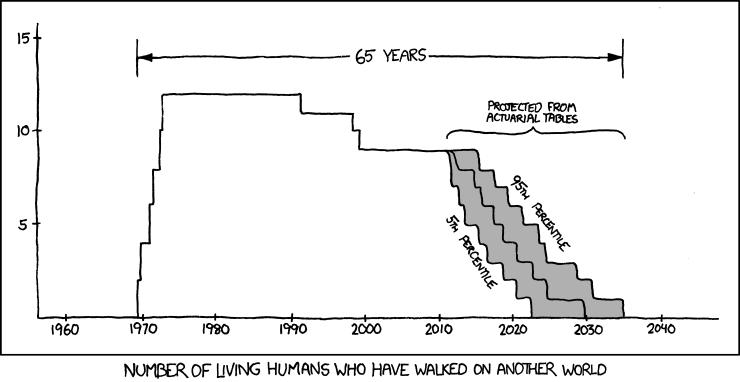 15
65 YEARS
PROJECTED FROM
ACTUARIAL TABLES
10
95TH PERCENTILE
5TH PERCENTILE
5
1960 1970 1980 1990 2000 2010 2020 2030 2040
NUMBER OF LIVING HUMANS WHO HAVE WALKED ON ANOTHER WORLD